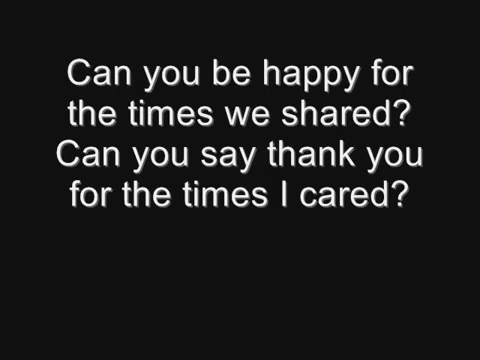 Can you be happy for
the times we shared?
Can you say thank you
for the times I cared?